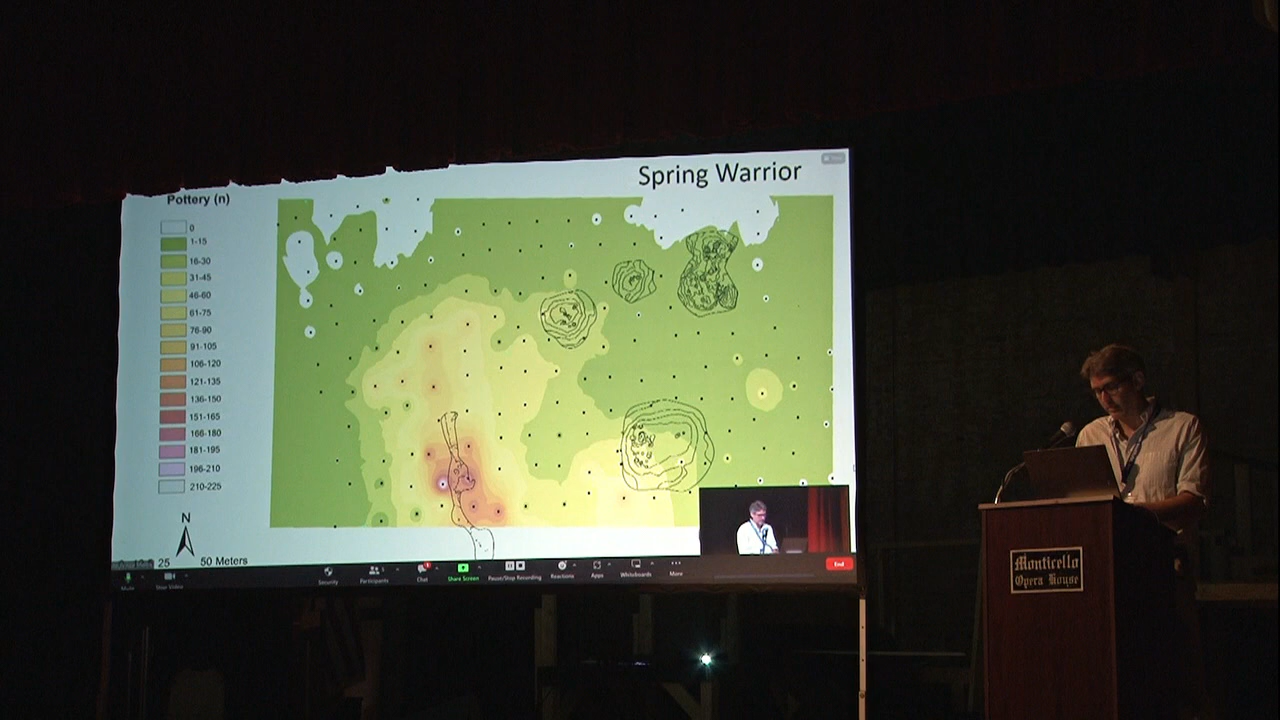 Spring Warrior
Pottery (n)
0
1-15
16-30
31-45
46-60
61-75
76-90
91-105
106-120
121-135
136-150
151-165
166-180
181-195
196-210
210-225
N
25
50 Meters
Security
Participants
Chat
Share Screen
Pause/Stop Recording
Reactions
Apps
Whiteboards
More
End
Monticello
Opera House